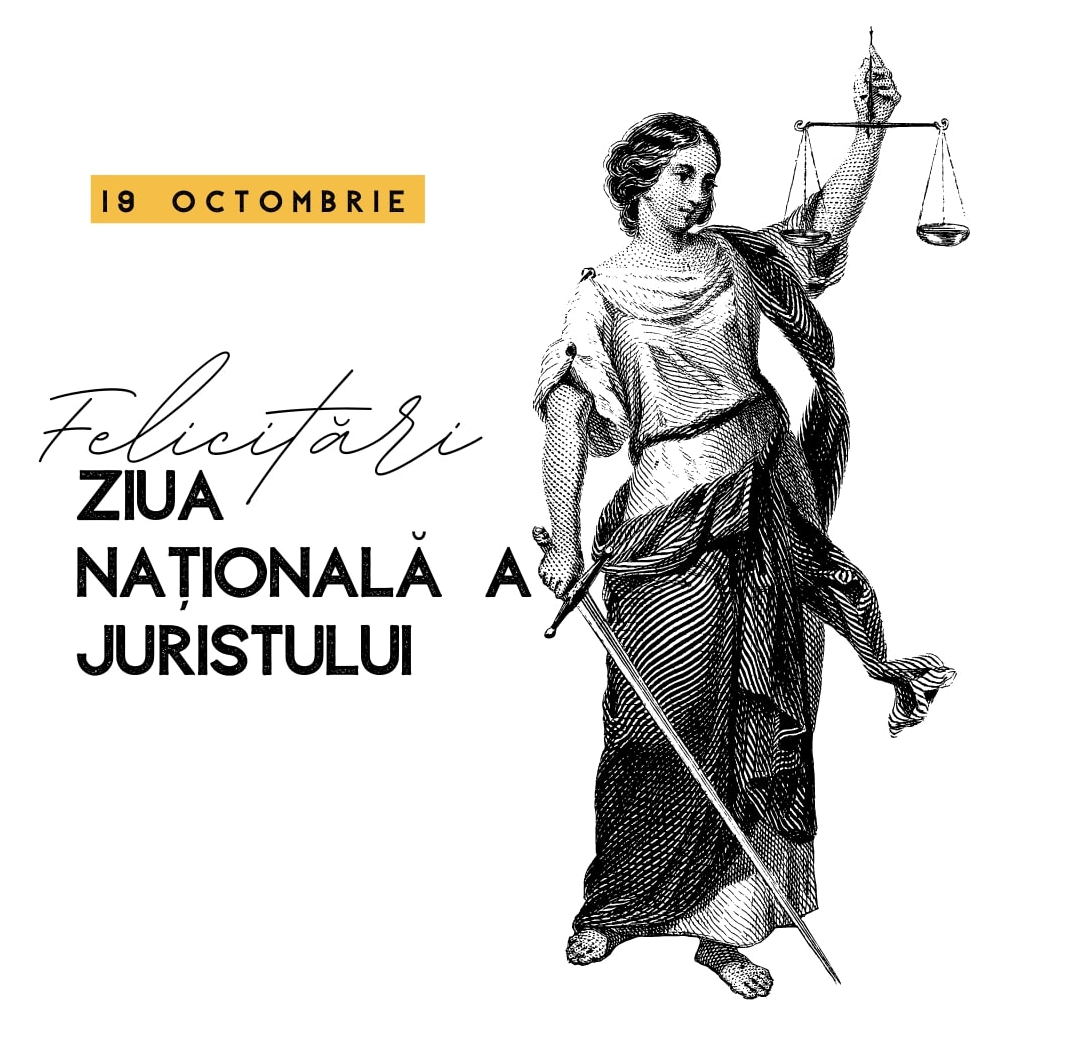 19 OCTOMBRIE
Felicitări
ZIUA
NAȚIONALĂ A
JURISTULUI